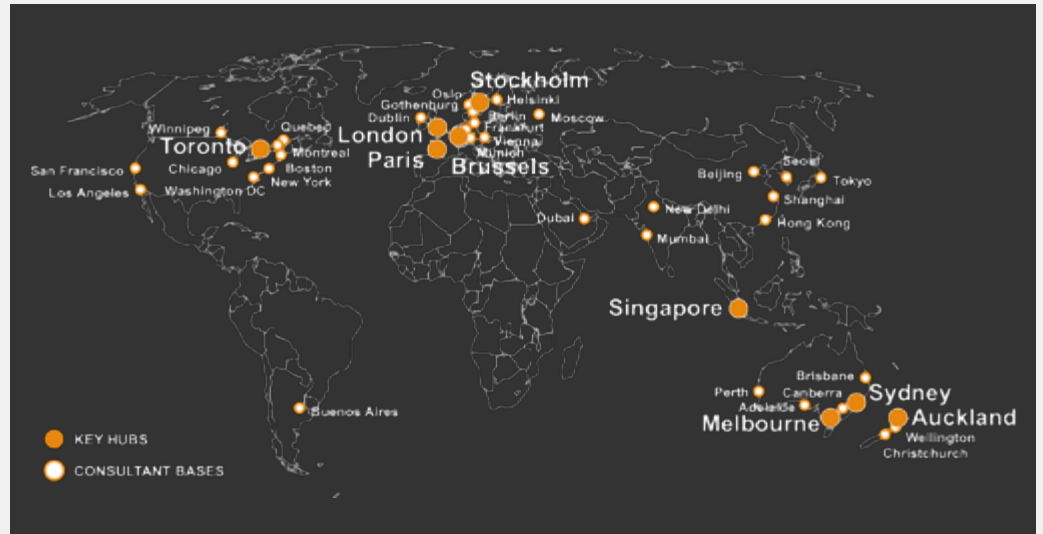 Stockholm
Oslo
Helsinki
Gothenburg
Dublin
Berlin
Moscow
London
Frankfurt
Vienna
Paris
Munich
Brussels
Winnipeg
Quebec
Toronto
Montreal
Chicago
Boston
San Francisco
New York
Washington DC
Los Angeles
Seoul
Beijing
Tokyo
Shanghai
Hong Kong
New Delhi
Dubai
Mumbai
Singapore
Brisbane
Perth
Canberra
Sydney
Adelaide
Melbourne
Auckland
Wellington
Christchurch
Buenos Aires
KEY HUBS
CONSULTANT BASES